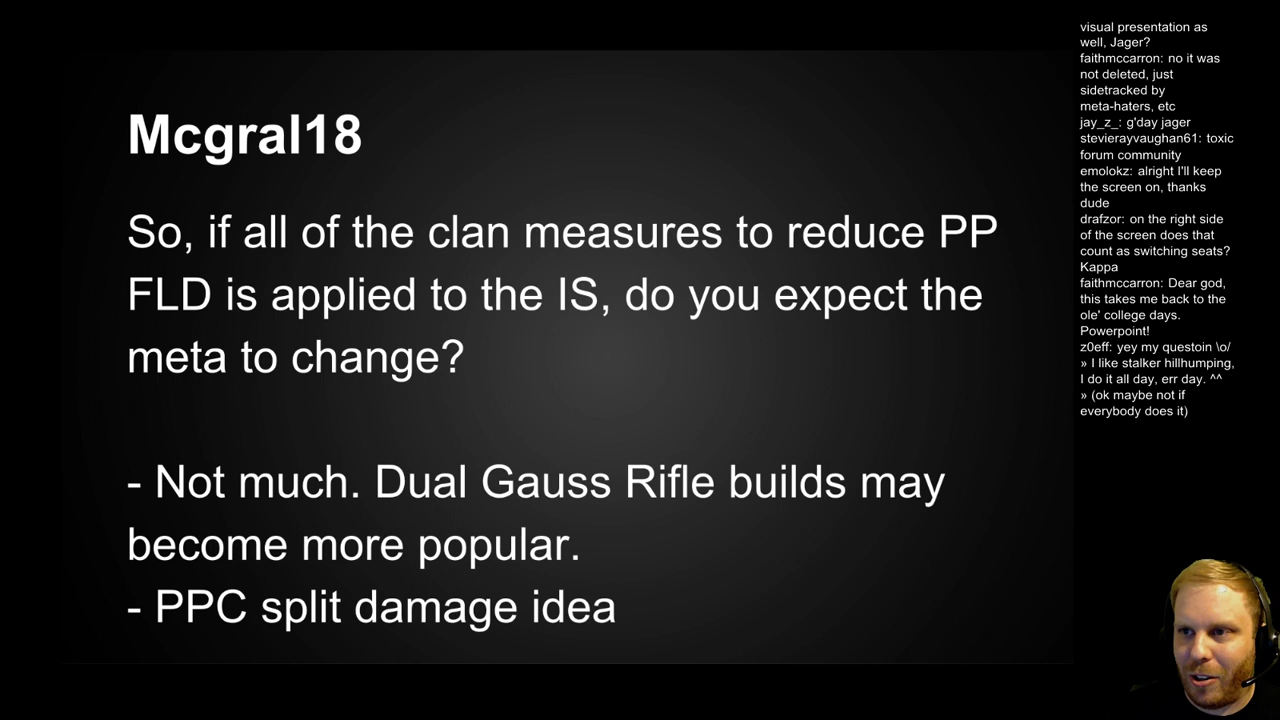 Mcgral18
So, if all of the clan measures to reduce PP
FLD is applied to the IS, do you expect the
meta to change?
- Not much. Dual Gauss Rifle builds may
become more popular.
- PPC split damage idea
visual presentation as
well, Jager?
faithmccarron: no it was
not deleted, just
sidetracked by
meta-haters, etc
jay_z_: g'day jager
stevierayvaughan61: toxic
forum community
emolokz: alright I'll keep
the screen on, thanks
dude
drafzor: on the right side
of the screen does that
count as switching seats?
Kappa
faithmccarron: Dear god,
this takes me back to the
ole' college days.
Powerpoint!
z0eff: yey my questoin \o/
» I like stalker hillhumping,
I do it all day, err day. ^^
» (ok maybe not if
everybody does it)